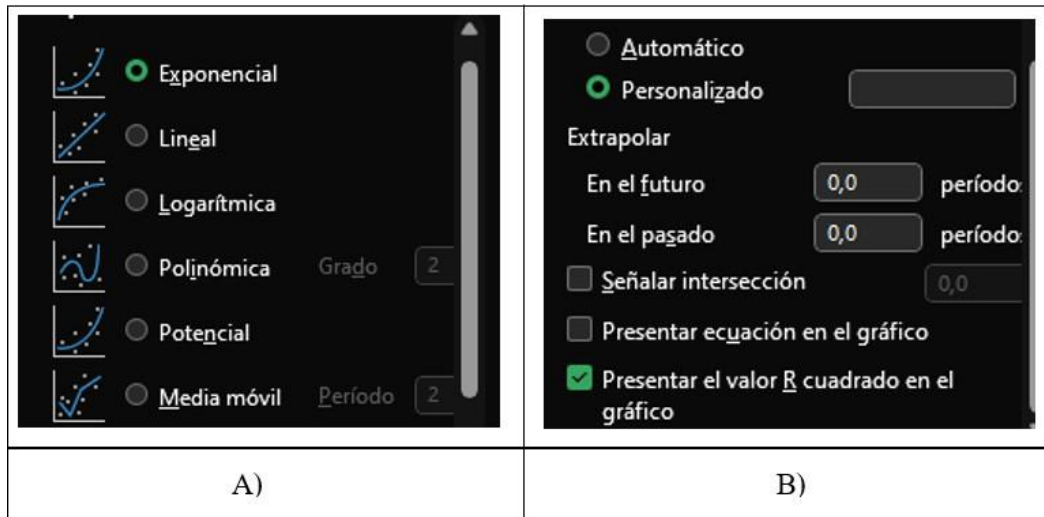 Exponencial
Lineal
Logarítmica
Polinómica Grado 2
Potencial
Media móvil Período 2
A)
Automático
Personalizado
Extrapolar
En el futuro 0,0 período
En el pasado 0,0 período
Señalar intersección 0,0
Presentar ecuación en el gráfico
Presentar el valor R cuadrado en el
gráfico
B)